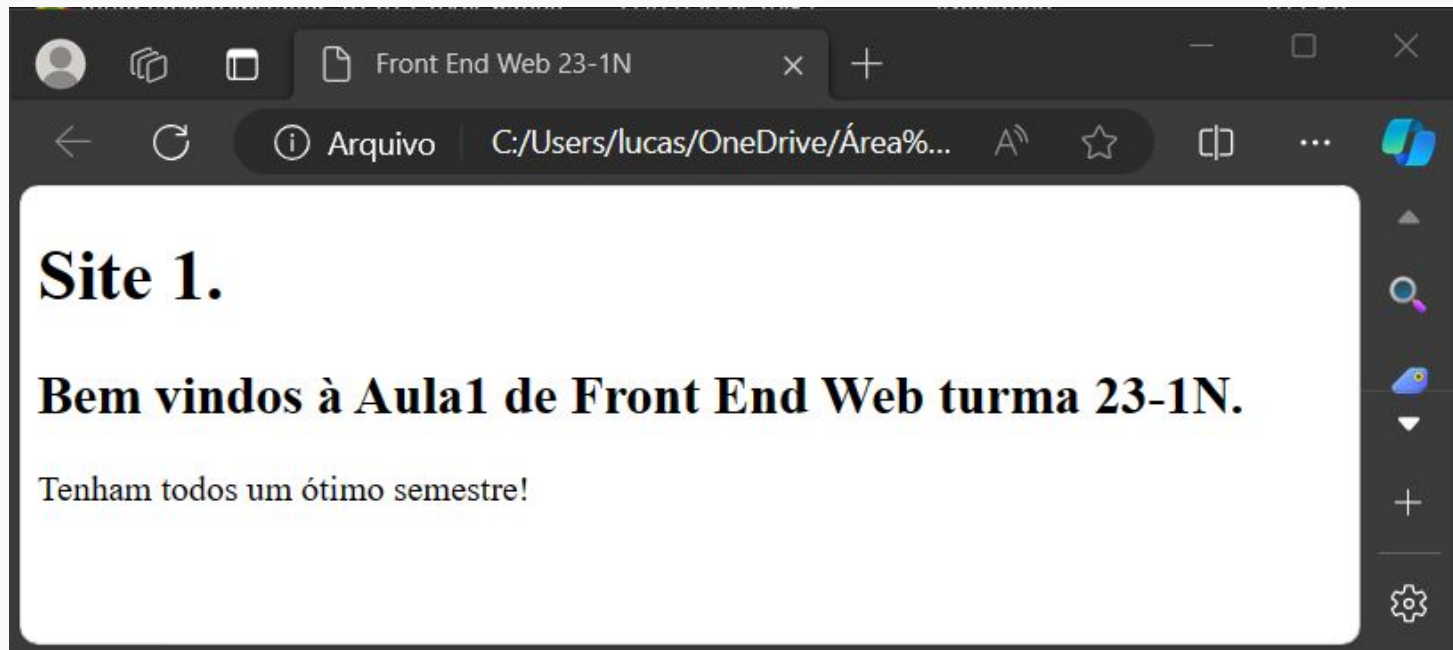 Front End Web 23-1N
Arquivo C:/Users/lucas/OneDrive/Área%...
Site 1.
Bem vindos à Aula1 de Front End Web turma 23-1N.
Tenham todos um ótimo semestre!